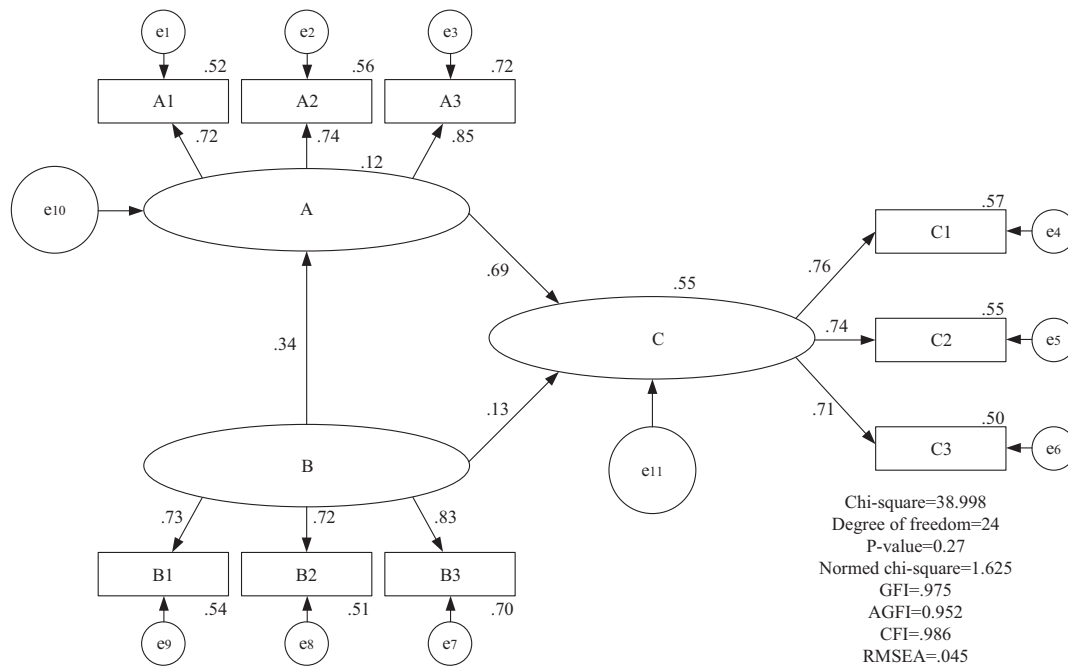 e1
e2
e3
.52
.56
.72
A1
A2
A3
.72
.74
.85
.12
e10
A
.57
C1
e4
.69
.76
.55
.55
.34
C
.74
C2
e5
.13
.71
.50
C3
e6
B
e11
.73
.72
.83
B1
B2
B3
.54
.51
.70
e9
e8
e7
Chi-square=38.998
Degree of freedom=24
P-value=0.27
Normed chi-square=1.625
GFI=.975
AGFI=0.952
CFI=.986
RMSEA=.045